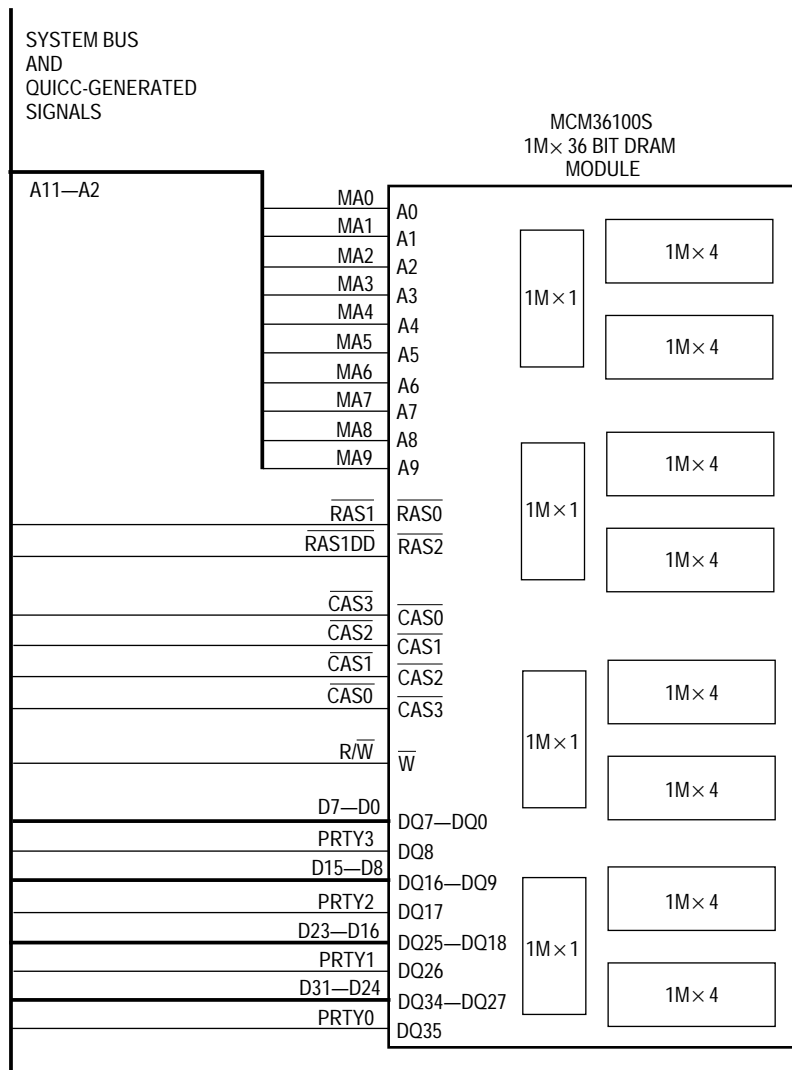 SYSTEM BUS
AND
QUICC-GENERATED
SIGNALS
MCM36100S
1M× 36 BIT DRAM
MODULE
A11—A2
MA0
A0
MA1
A1
MA2
A2
MA3
A3
MA4
A4
MA5
A5
MA6
A6
MA7
A7
MA8
A8
MA9
A9
RAS1
RAS0
RAS1DD
RAS2
CAS3
CAS0
CAS2
CAS1
CAS1
CAS2
CAS0
CAS3
R/W
W
D7—D0
DQ7—DQ0
PRTY3
DQ8
D15—D8
DQ16—DQ9
PRTY2
DQ17
D23—D16
DQ25—DQ18
PRTY1
DQ26
D31—D24
DQ34—DQ27
PRTY0
DQ35
1M×1
1M×4
1M×4
1M×1
1M×4
1M×4
1M×1
1M×4
1M×4
1M×1
1M×4
1M×4